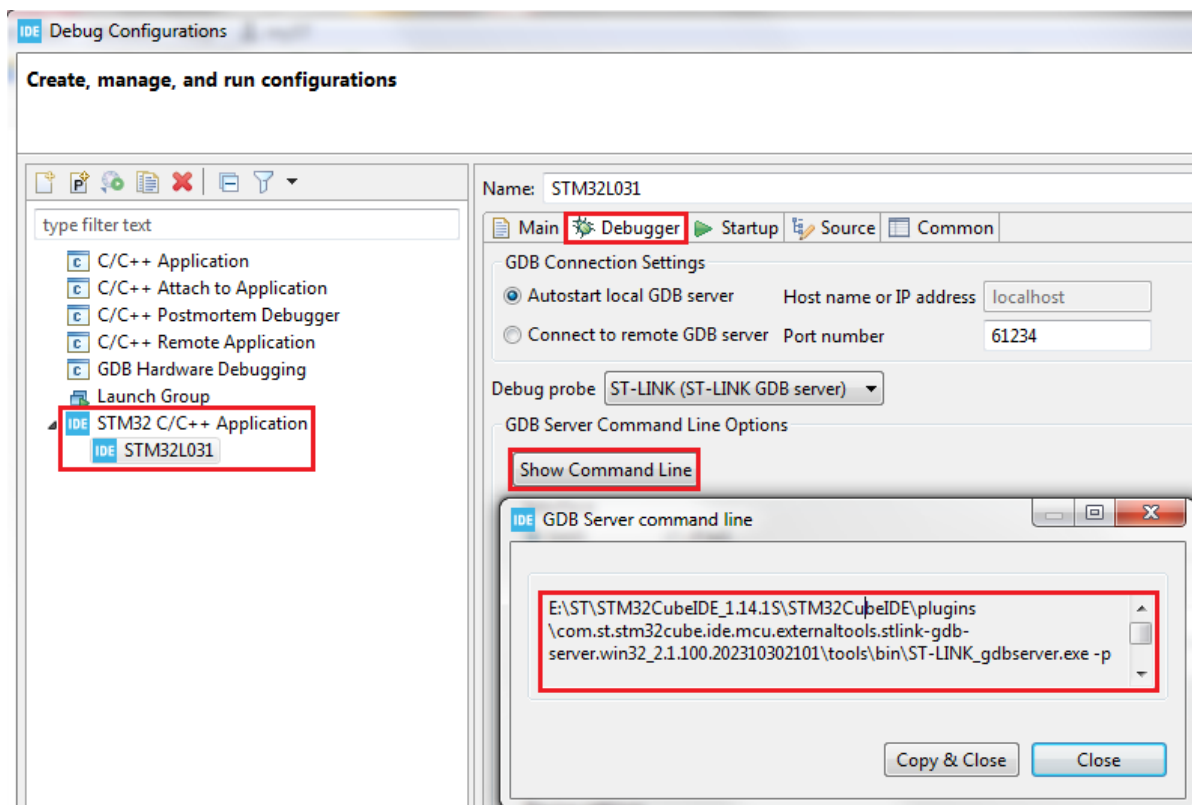 IDE Debug Configurations
Create, manage, and run configurations
type filter text
C/C++ Application
C/C++ Attach to Application
C/C++ Postmortem Debugger
C/C++ Remote Application
GDB Hardware Debugging
Launch Group
IDE STM32 C/C++ Application
IDE STM32L031
Name: STM32L031
Main Debugger Startup Source Common
GDB Connection Settings
Autostart local GDB server Host name or IP address localhost
Connect to remote GDB server Port number 61234
Debug probe ST-LINK (ST-LINK GDB server)
GDB Server Command Line Options
Show Command Line
IDE GDB Server command line
E:\ST\STM32CubeIDE_1.14.1S\STM32CubeIDE\plugins
\com.st.stm32cube.ide.mcu.externaltools.stlink-gdb-
server.win32_2.1.100.202310302101\tools\bin\ST-LINK_gdbserver.exe -p
Copy & Close Close